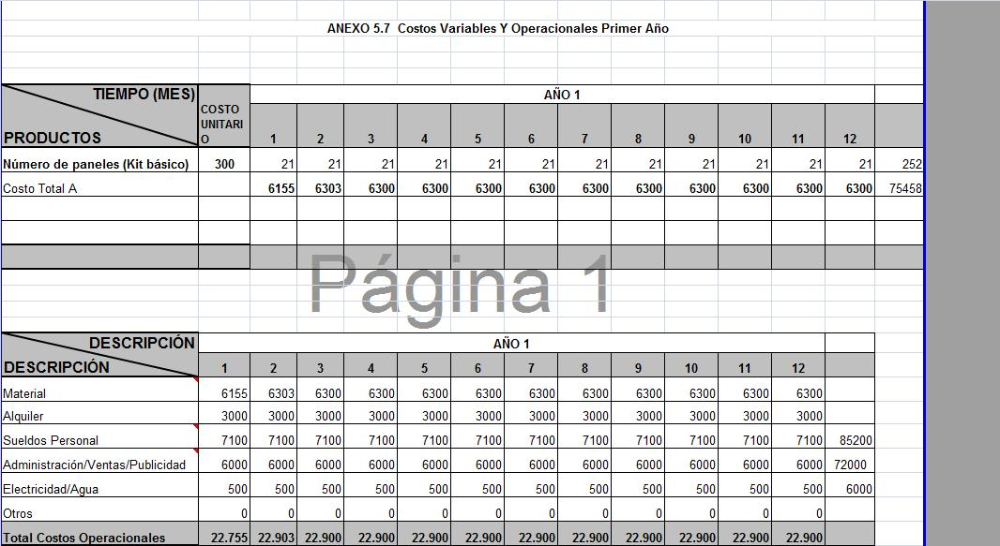 ANEXO 5.7 Costos Variables Y Operacionales Primer Año
TIEMPO (MES) COSTO UNITARIO AÑO 1
PRODUCTOS 1 2 3 4 5 6 7 8 9 10 11 12
Número de paneles (Kit básico) 300 21 21 21 21 21 21 21 21 21 21 21 21 252
Costo Total A 6155 6303 6300 6300 6300 6300 6300 6300 6300 6300 6300 6300 75458
Página 1
DESCRIPCIÓN AÑO 1
DESCRIPCIÓN 1 2 3 4 5 6 7 8 9 10 11 12
Material 6155 6303 6300 6300 6300 6300 6300 6300 6300 6300 6300 6300
Alquiler 3000 3000 3000 3000 3000 3000 3000 3000 3000 3000 3000 3000
Sueldos Personal 7100 7100 7100 7100 7100 7100 7100 7100 7100 7100 7100 7100 85200
Administración/Ventas/Publicidad 6000 6000 6000 6000 6000 6000 6000 6000 6000 6000 6000 6000 72000
Electricidad/Agua 500 500 500 500 500 500 500 500 500 500 500 500 6000
Otros 0 0 0 0 0 0 0 0 0 0 0 0
Total Costos Operacionales 22.755 22.903 22.900 22.900 22.900 22.900 22.900 22.900 22.900 22.900 22.900 22.900